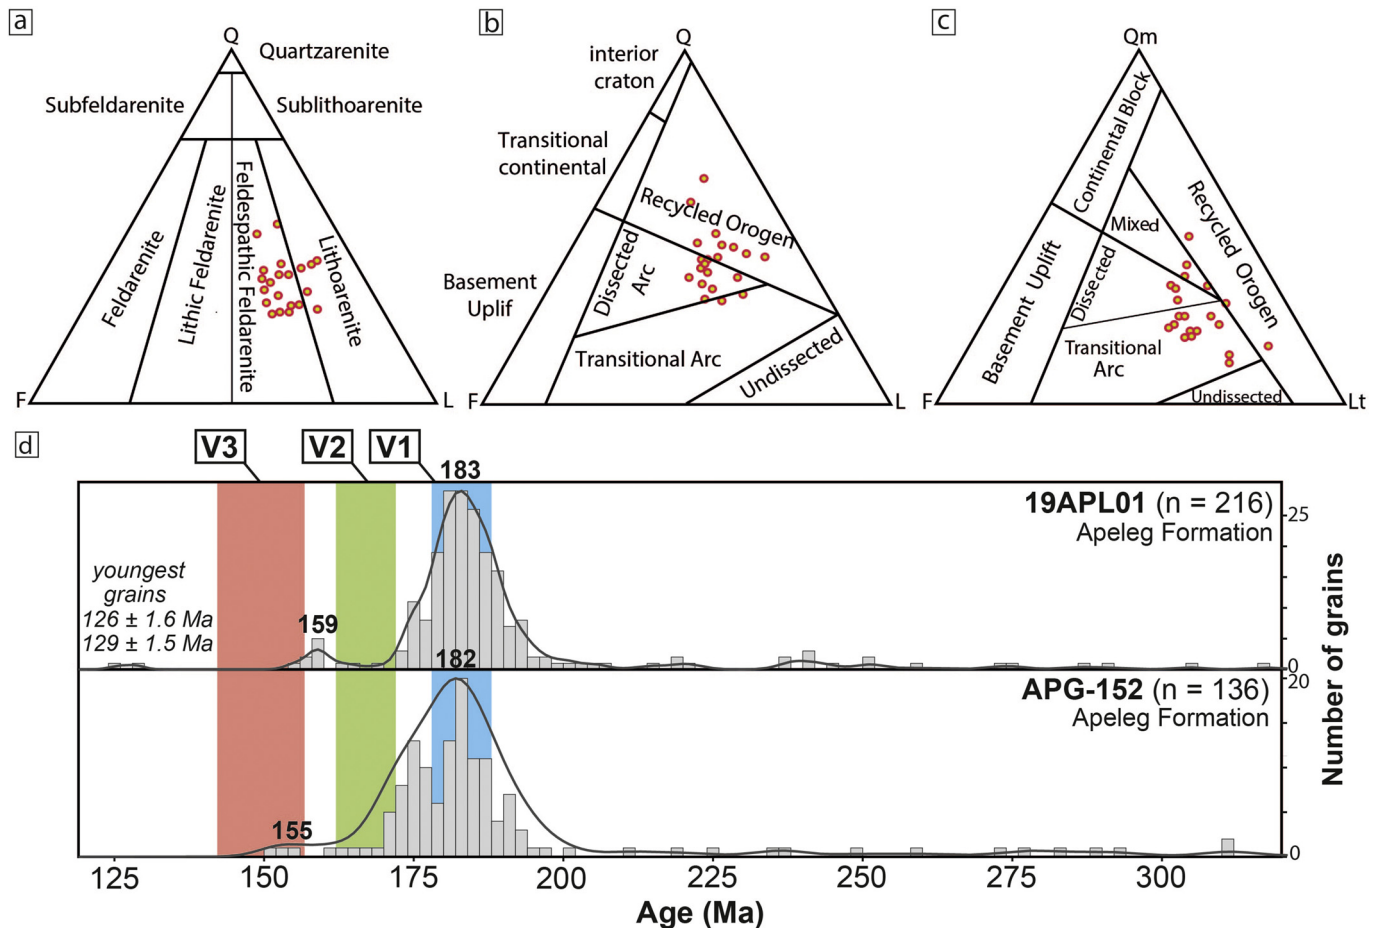 a
Q
Quartzarenite
Subfeldarenite
Sublithoarenite
Feldarenite
Lithic Feldarenite
Feldespathic Feldarenite
Lithoarenite
F
L
b
Q
interior
craton
Transitional
continental
Recycled Orogen
Dissected
Arc
Basement
Uplif
Transitional Arc
Undissected
F
L
c
Qm
Continental Block
Recycled Orogen
Mixed
Basement Uplift
Dissected
Transitional
Arc
Undissected
F
Lt
d
V3
V2
V1
183
19APL01 (n = 216)
Apeleg Formation
25
youngest
grains
126 ± 1.6 Ma
129 ± 1.5 Ma
159
0
182
20
APG-152 (n = 136)
Apeleg Formation
155
0
Number of grains
125
150
175
200
225
250
275
300
Age (Ma)